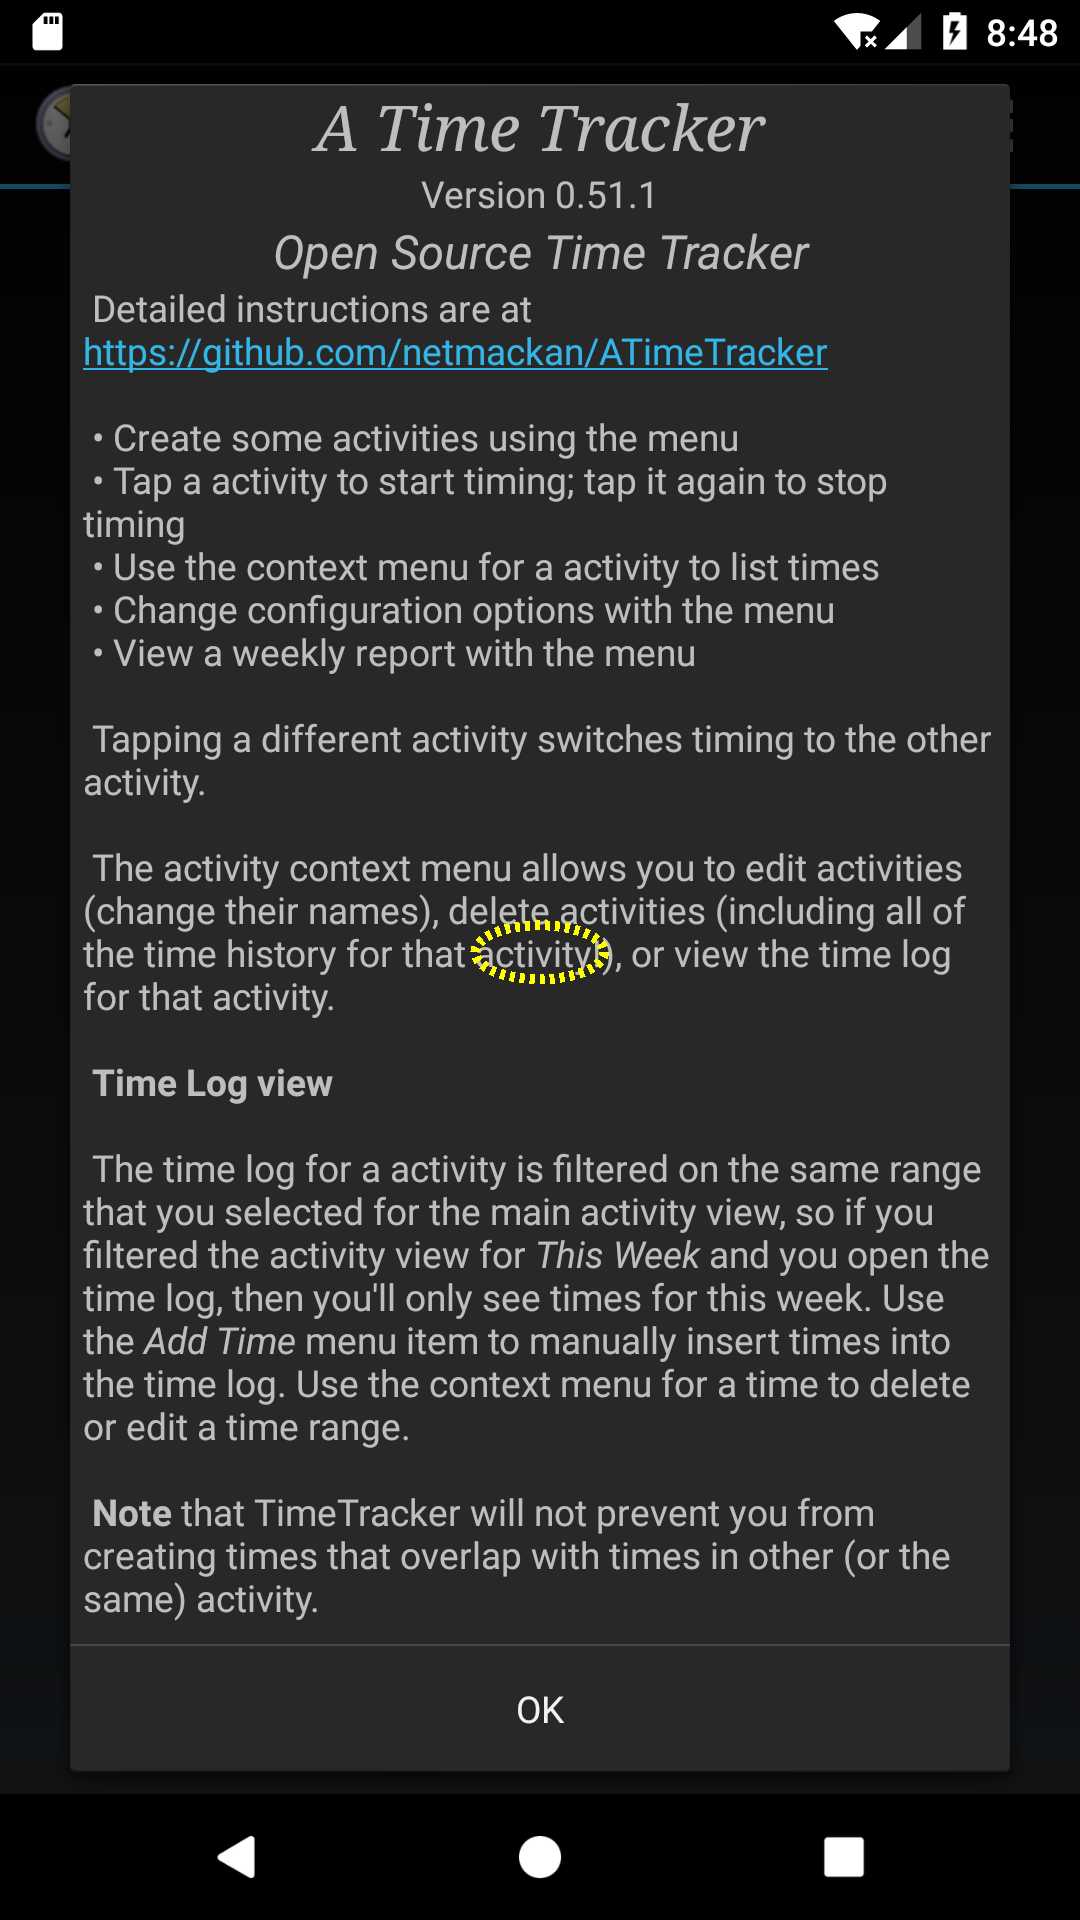 8:48
A Time Tracker
Version 0.51.1
Open Source Time Tracker
Detailed instructions are at
https://github.com/netmackan/ATimeTracker
• Create some activities using the menu
• Tap a activity to start timing; tap it again to stop
timing
• Use the context menu for a activity to list times
• Change configuration options with the menu
• View a weekly report with the menu
Tapping a different activity switches timing to the other
activity.
The activity context menu allows you to edit activities
(change their names), delete activities (including all of
the time history for that activity!), or view the time log
for that activity.
Time Log view
The time log for a activity is filtered on the same range
that you selected for the main activity view, so if you
filtered the activity view for This Week and you open the
time log, then you'll only see times for this week. Use
the Add Time menu item to manually insert times into
the time log. Use the context menu for a time to delete
or edit a time range.
Note that TimeTracker will not prevent you from
creating times that overlap with times in other (or the
same) activity.
OK